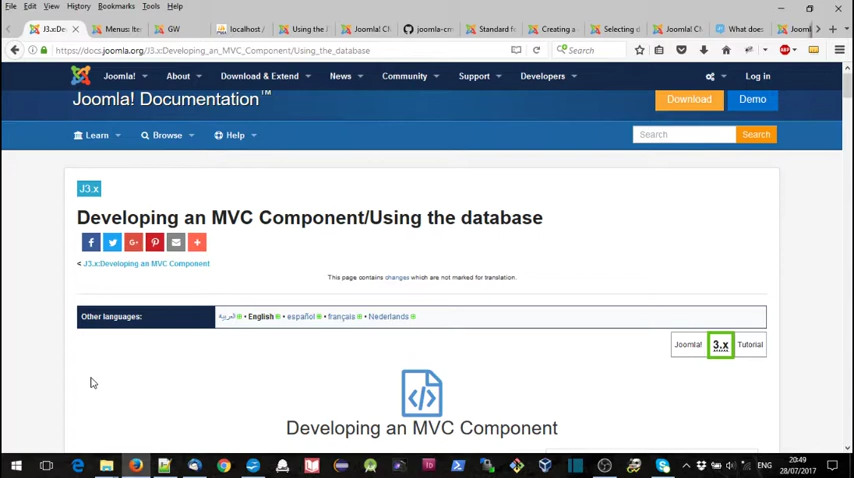 File Edit View History Bookmarks Tools Help
J3.x:De Menus: Ite GW localhost / Using the J Joomla! Cl joomla-cm Standard fo Creating a Selecting d Joomla! Cl What does Jooml
https://docs.joomla.org/J3.x:Developing_an_MVC_Component/Using_the_database
Search
Joomla! About Download & Extend News Community Support Developers Log in
Joomla! Documentation™
Download Demo
Learn Browse Help
Search Search
J3.x
Developing an MVC Component/Using the database
< J3.x:Developing an MVC Component
This page contains changes which are not marked for translation.
Other languages: العربية • English • español • français • Nederlands
Joomla! 3.x Tutorial
Developing an MVC Component
ENG
20:49
28/07/2017